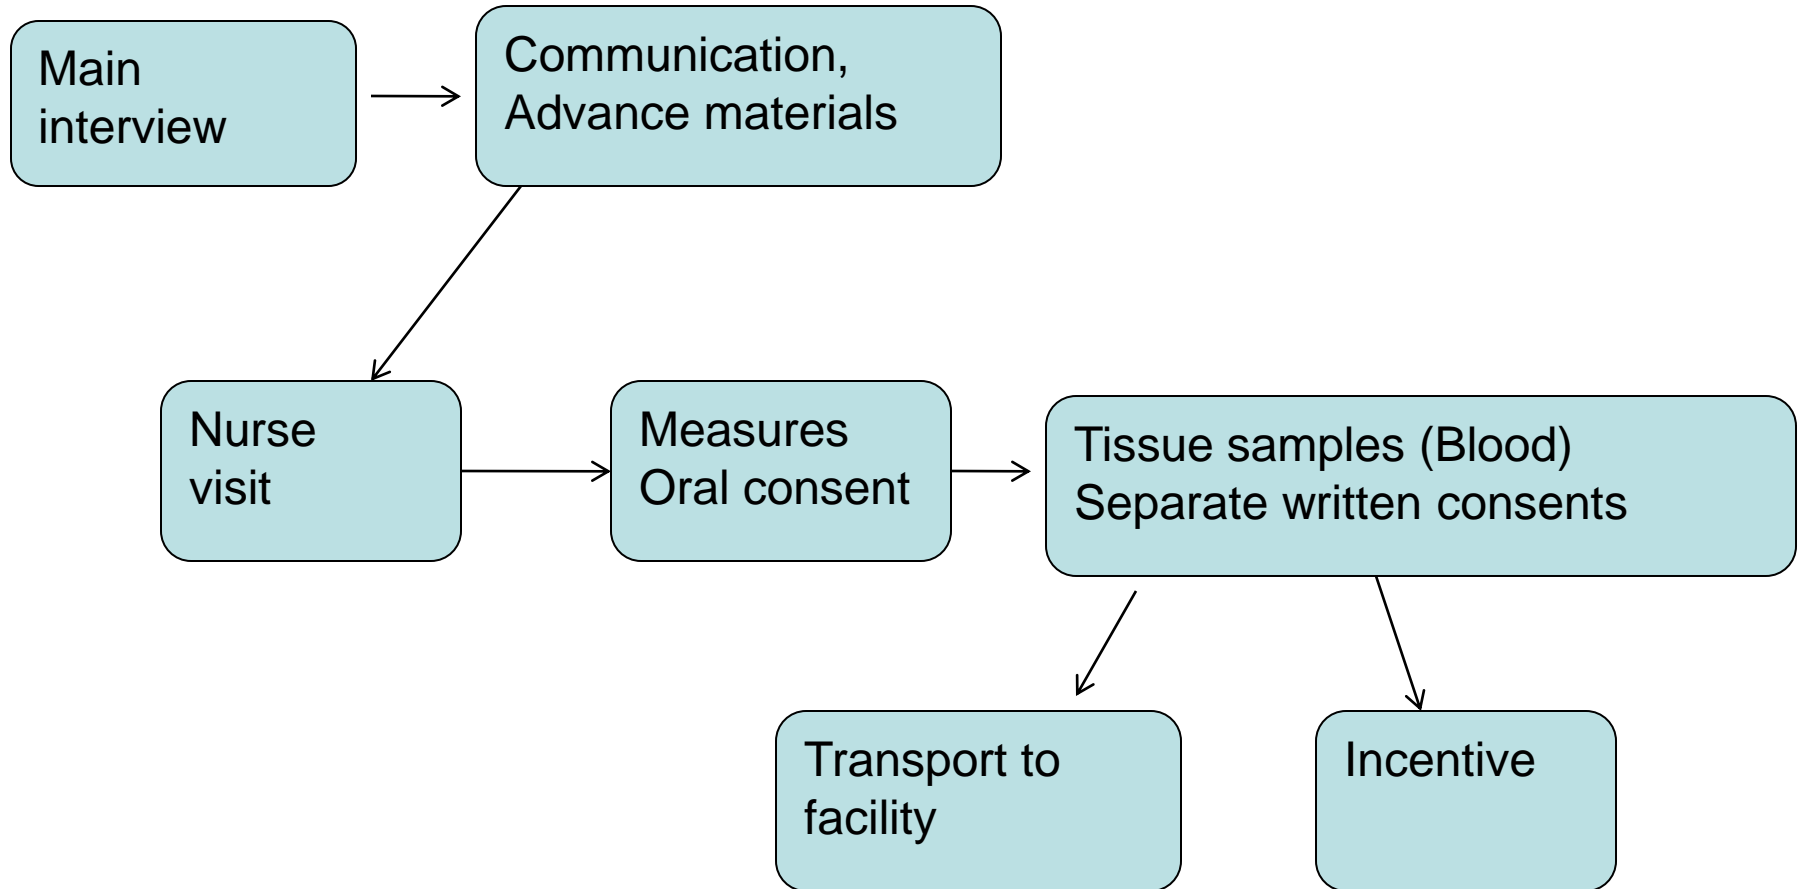 Main
interview
Communication,
Advance materials
Nurse
visit
Measures
Oral consent
Tissue samples (Blood)
Separate written consents
Transport to
facility
Incentive